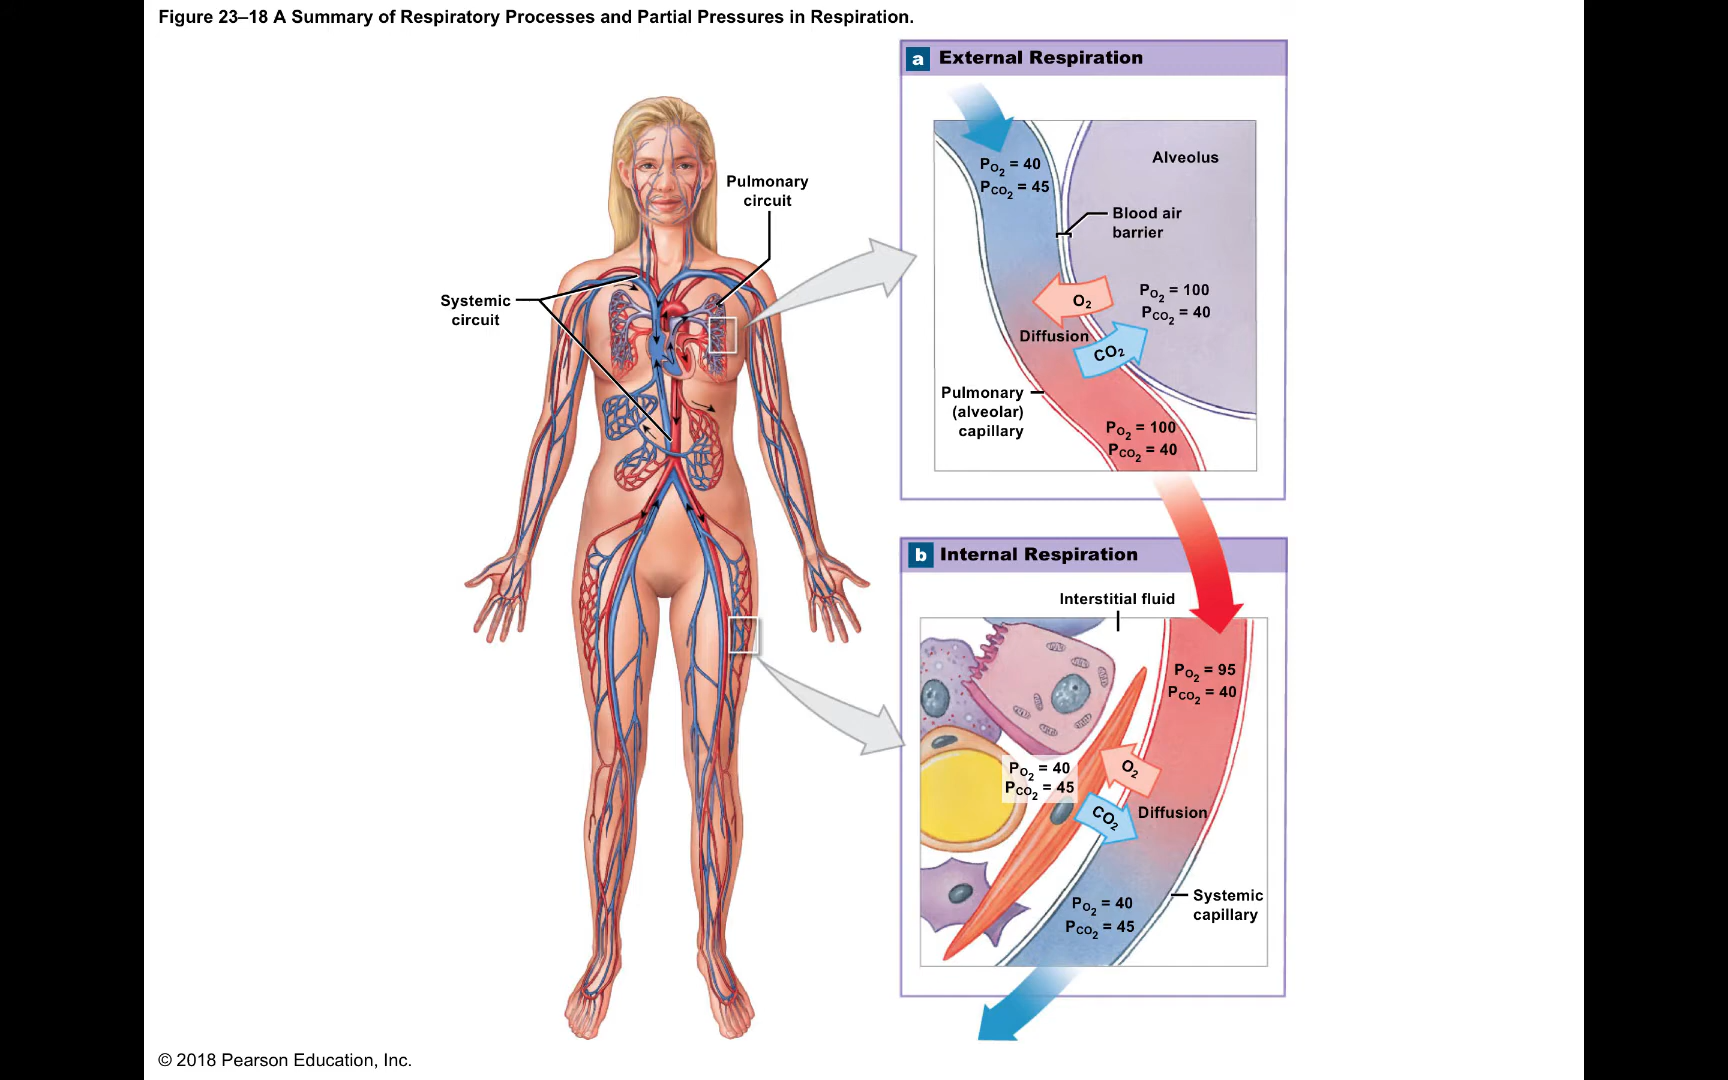 Figure 23–18 A Summary of Respiratory Processes and Partial Pressures in Respiration.
a External Respiration
Alveolus
PO2 = 40
PCO2 = 45
Blood air
barrier
O2
PO2 = 100
PCO2 = 40
Diffusion
CO2
Pulmonary
(alveolar)
capillary
PO2 = 100
PCO2 = 40
Pulmonary
circuit
Systemic
circuit
b Internal Respiration
Interstitial fluid
PO2 = 95
PCO2 = 40
PO2 = 40
PCO2 = 45
O2
CO2
Diffusion
PO2 = 40
PCO2 = 45
Systemic
capillary
© 2018 Pearson Education, Inc.